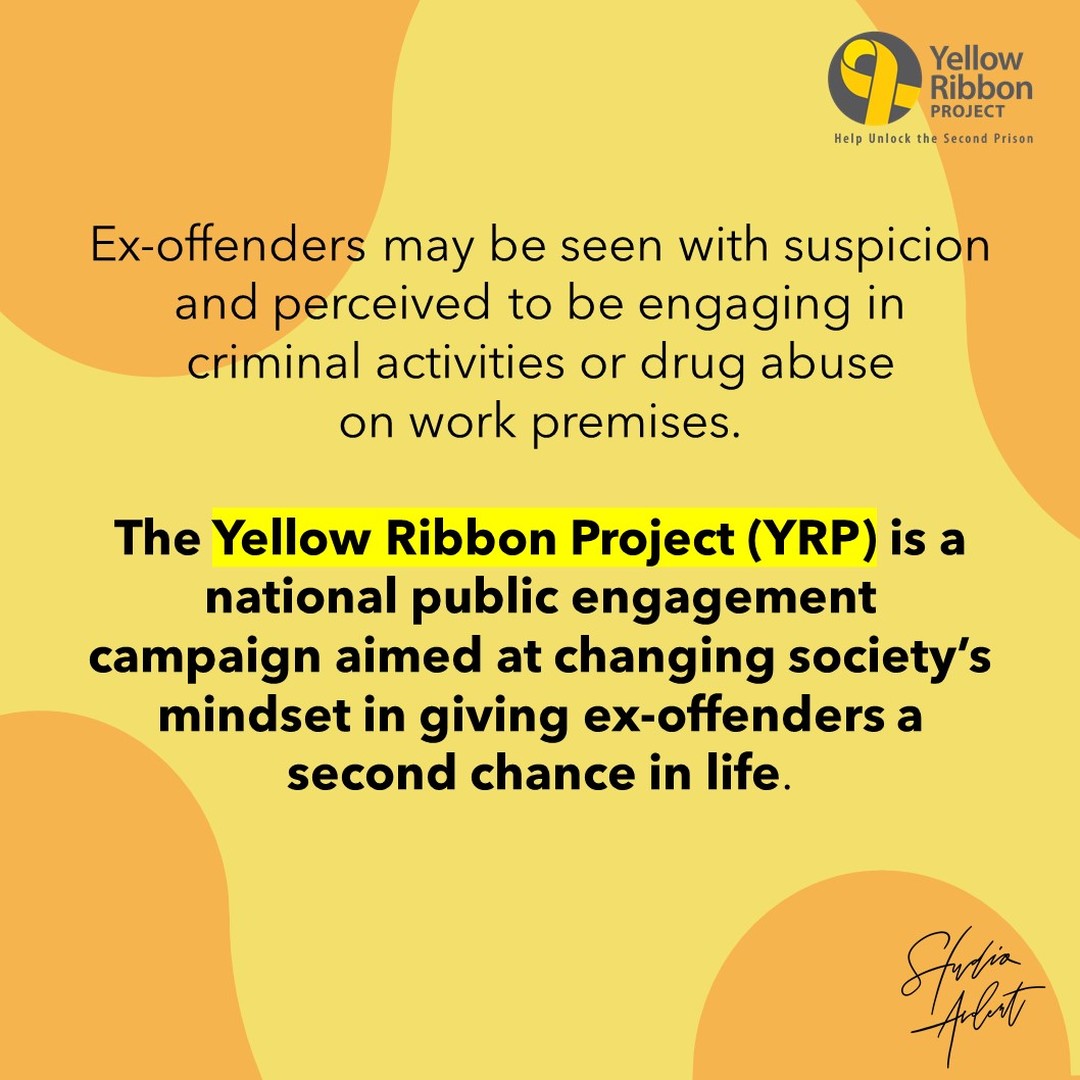 Yellow
Ribbon
PROJECT
Help Unlock the Second Prison
Ex-offenders may be seen with suspicion
and perceived to be engaging in
criminal activities or drug abuse
on work premises.
The Yellow Ribbon Project (YRP) is a
national public engagement
campaign aimed at changing society’s
mindset in giving ex-offenders a
second chance in life.
Studio